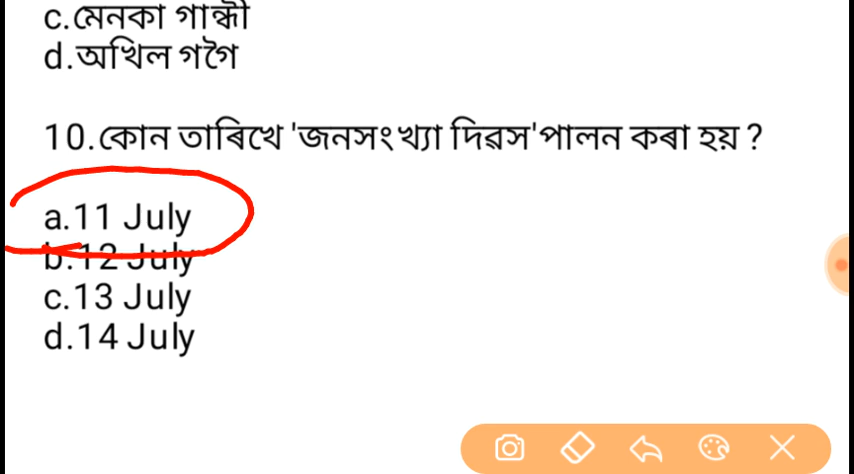 c.মেনকা গান্ধী
d.অখিল গগৈ
10.কোন তাৰিখে 'জনসংখ্যা দিৱস'পালন কৰা হয় ?
a.11 July
b.12 July
c.13 July
d.14 July